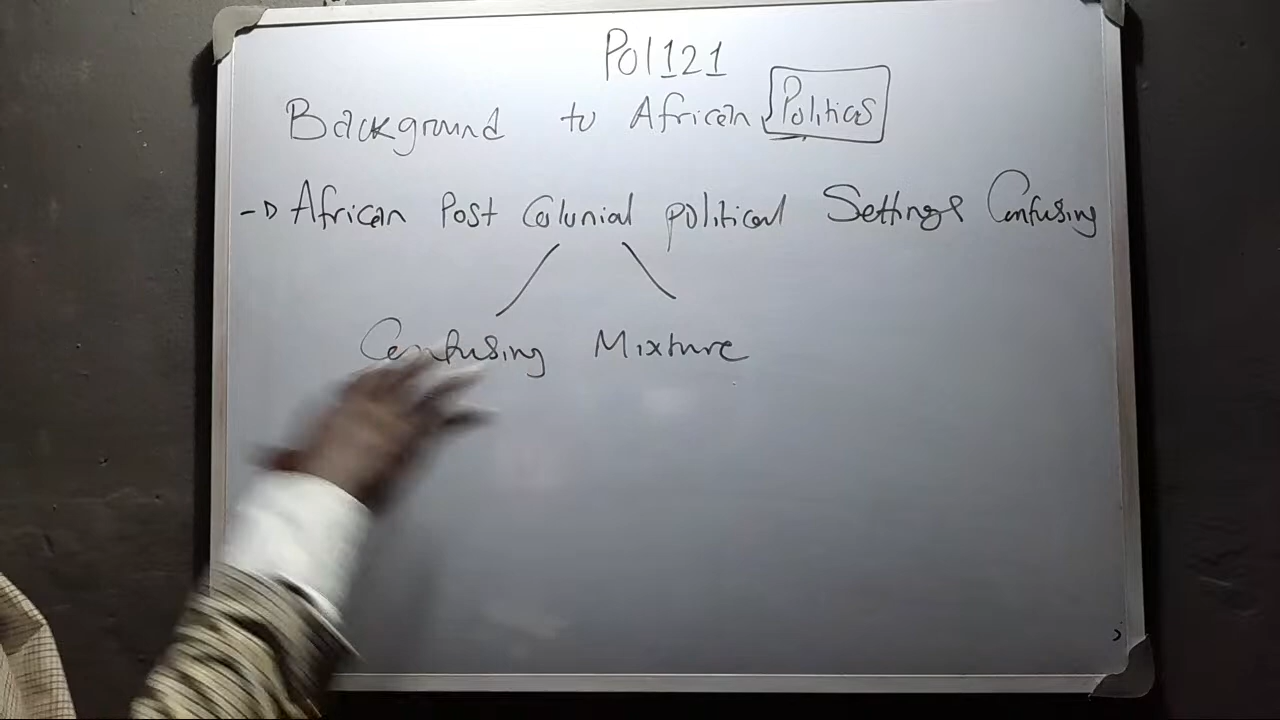 Pol121
Background to African Politics
→ African Post Colonial political Settings Confusing
Confusing Mixture